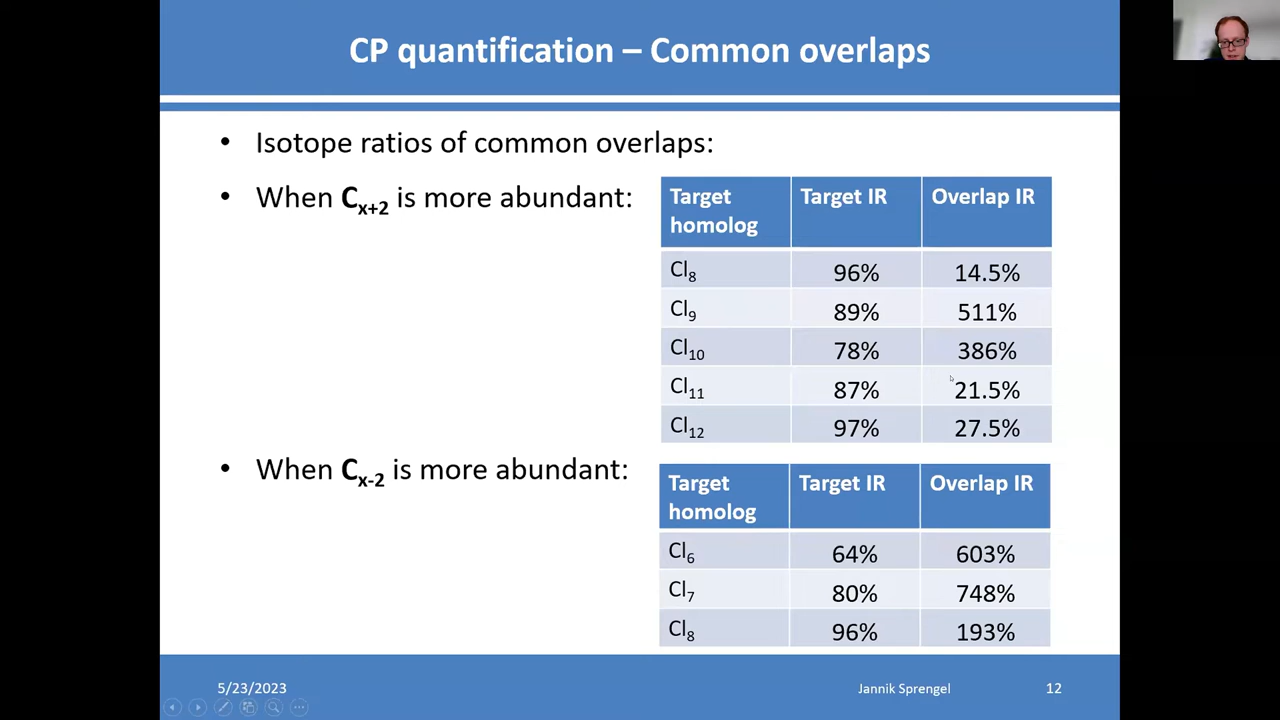 CP quantification – Common overlaps
• Isotope ratios of common overlaps:
• When Cx+2 is more abundant:
Target homolog Target IR Overlap IR
Cl8 96% 14.5%
Cl9 89% 511%
Cl10 78% 386%
Cl11 87% 21.5%
Cl12 97% 27.5%
• When Cx-2 is more abundant:
Target homolog Target IR Overlap IR
Cl6 64% 603%
Cl7 80% 748%
Cl8 96% 193%
5/23/2023 Jannik Sprengel 12